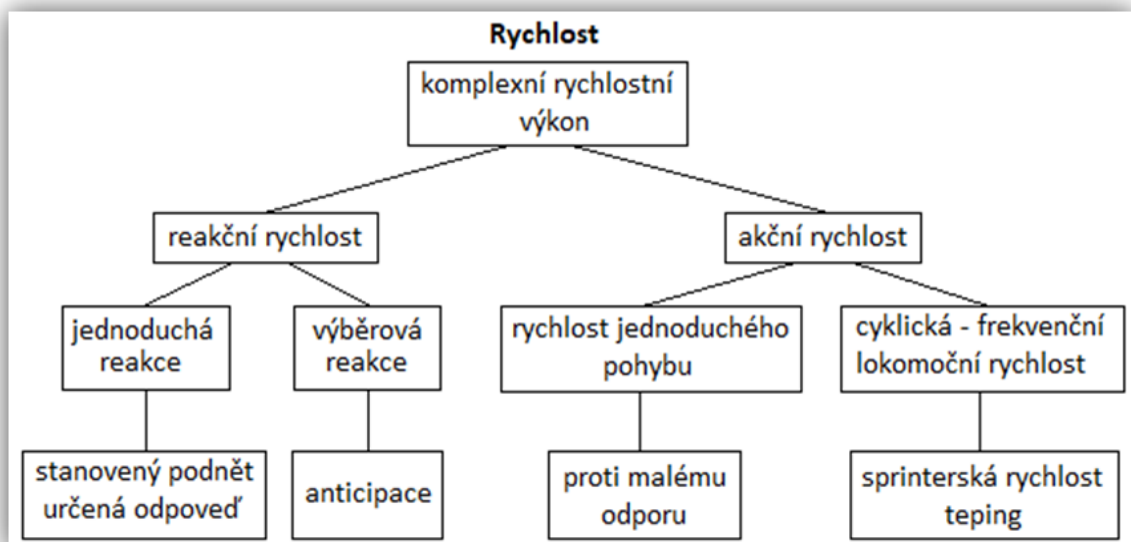 Rychlost
komplexní rychlostní
výkon
reakční rychlost
akční rychlost
jednoduchá
reakce
výběrová
reakce
rychlost jednoduchého
pohybu
cyklická - frekvenční
lokomoční rychlost
stanovený podnět
určená odpoveď
anticipace
proti malému
odporu
sprinterská rychlost
teping